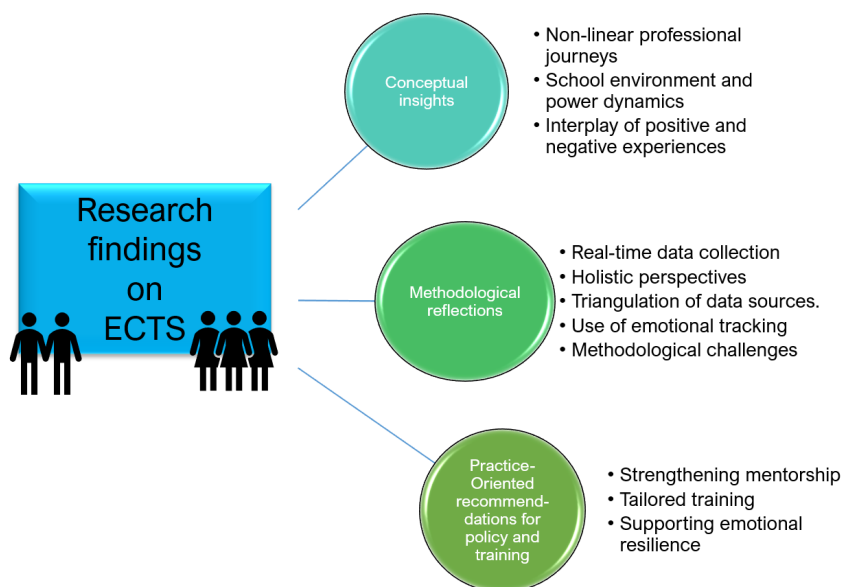 Research
findings
on
ECTS
Conceptual
insights
• Non-linear professional
journeys
• School environment and
power dynamics
• Interplay of positive and
negative experiences
Methodological
reflections
• Real-time data collection
• Holistic perspectives
• Triangulation of data sources.
• Use of emotional tracking
• Methodological challenges
Practice-
Oriented
recommend-
dations for
policy and
training
• Strengthening mentorship
• Tailored training
• Supporting emotional
resilience